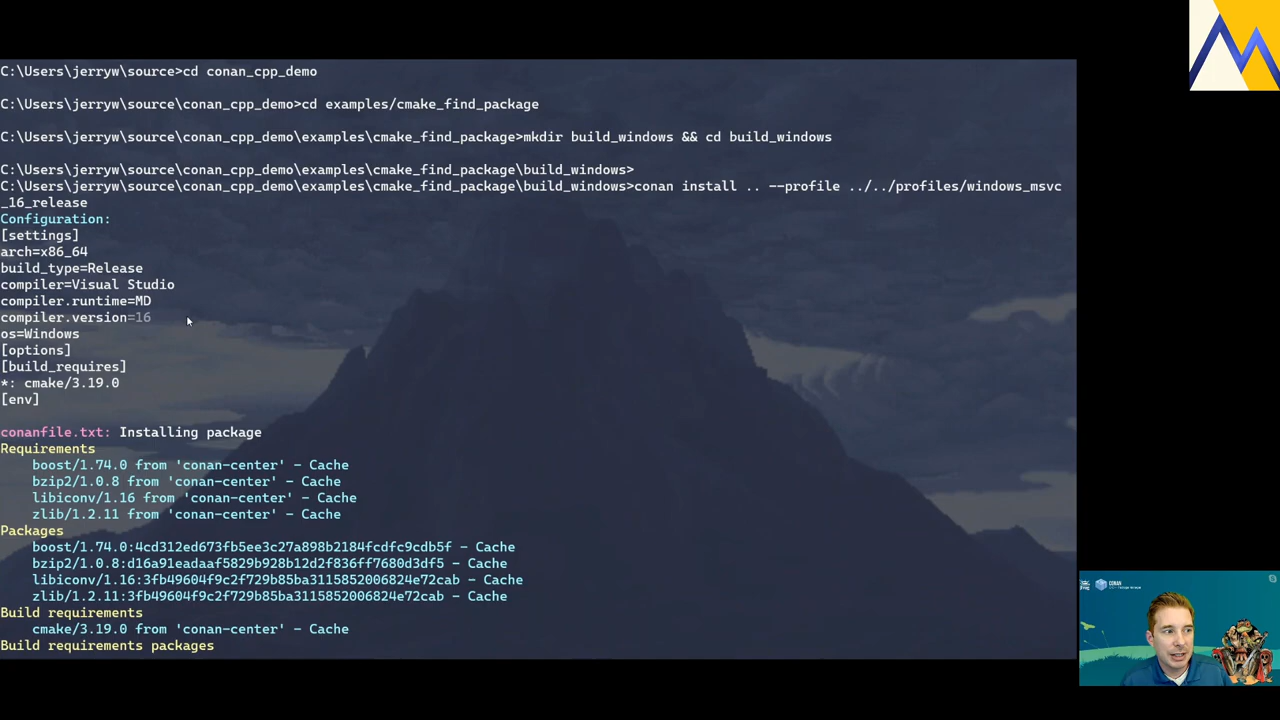 C:\Users\jerryw\source>cd conan_cpp_demo
C:\Users\jerryw\source\conan_cpp_demo>cd examples/cmake_find_package
C:\Users\jerryw\source\conan_cpp_demo\examples\cmake_find_package>mkdir build_windows && cd build_windows
C:\Users\jerryw\source\conan_cpp_demo\examples\cmake_find_package\build_windows>
C:\Users\jerryw\source\conan_cpp_demo\examples\cmake_find_package\build_windows>conan install .. --profile ../../profiles/windows_msvc
_16_release
Configuration:
[settings]
arch=x86_64
build_type=Release
compiler=Visual Studio
compiler.runtime=MD
compiler.version=16
os=Windows
[options]
[build_requires]
*: cmake/3.19.0
[env]
conanfile.txt: Installing package
Requirements
boost/1.74.0 from 'conan-center' - Cache
bzip2/1.0.8 from 'conan-center' - Cache
libiconv/1.16 from 'conan-center' - Cache
zlib/1.2.11 from 'conan-center' - Cache
Packages
boost/1.74.0:4cd312ed673fb5ee3c27a898b2184fcdfc9cdb5f - Cache
bzip2/1.0.8:d16a91eadaaf5829b928b12d2f836ff7680d3df5 - Cache
libiconv/1.16:3fb49604f9c2f729b85ba3115852006824e72cab - Cache
zlib/1.2.11:3fb49604f9c2f729b85ba3115852006824e72cab - Cache
Build requirements
cmake/3.19.0 from 'conan-center' - Cache
Build requirements packages
CONAN